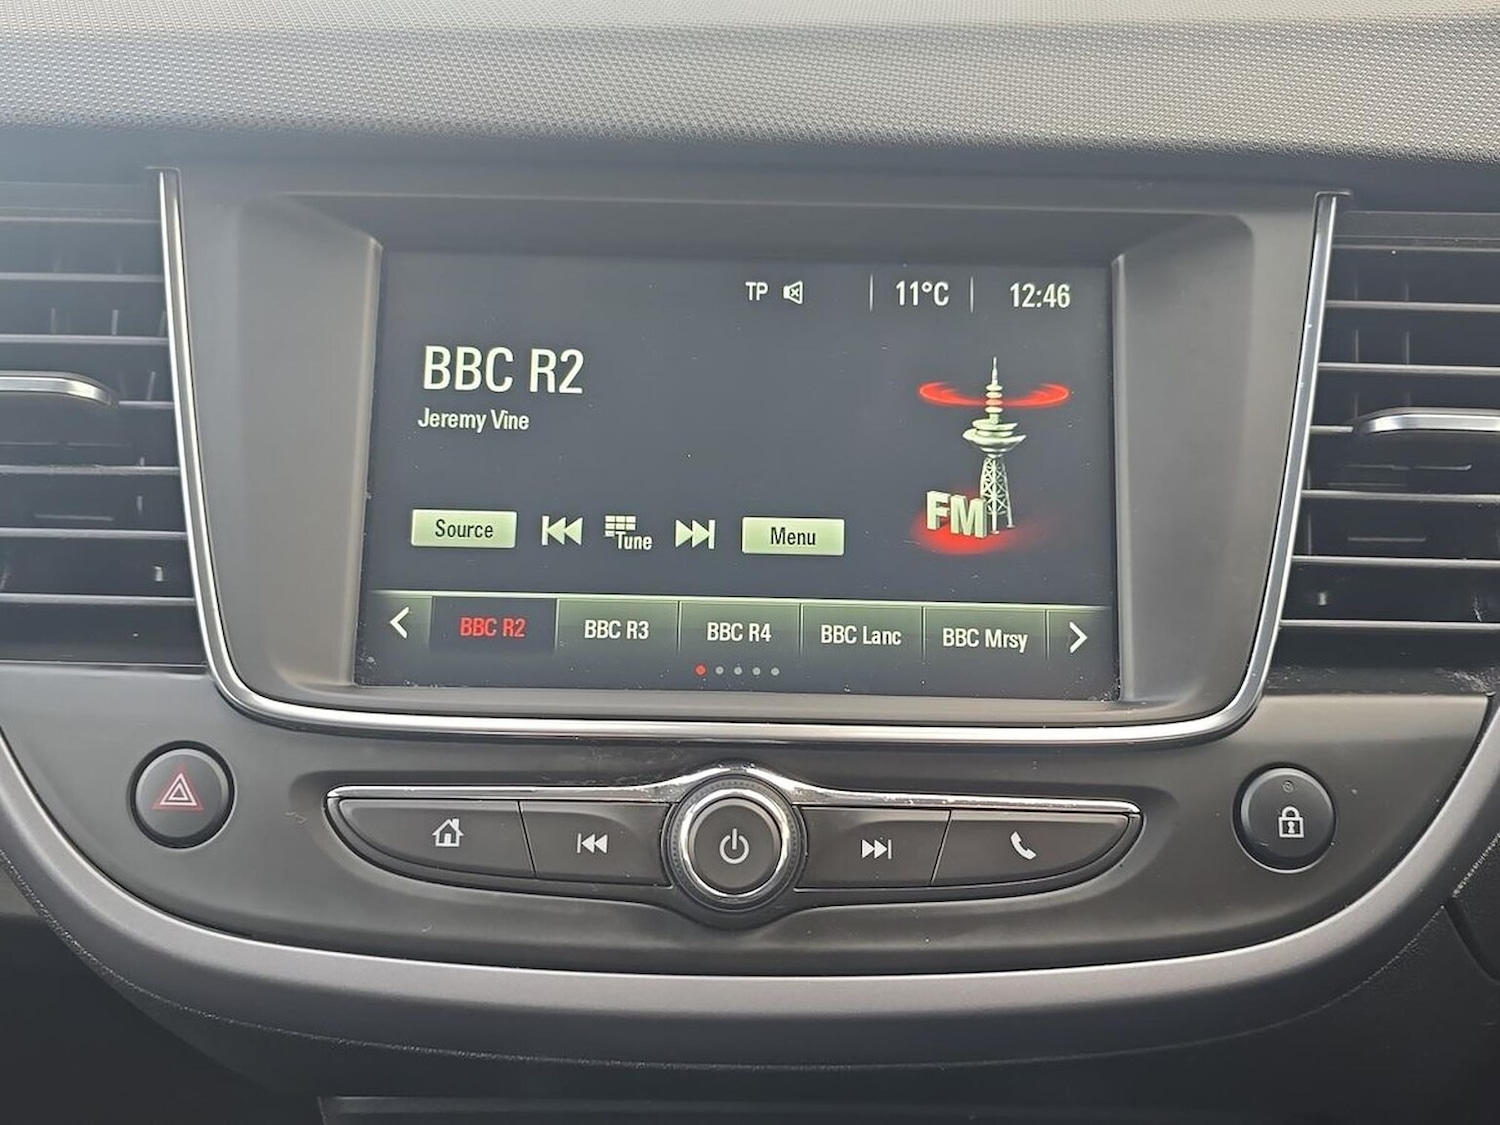 TP 11°C 12:46
BBC R2
Jeremy Vine
FM
Source Tune Menu
BBC R2 BBC R3 BBC R4 BBC Lanc BBC Mrsy